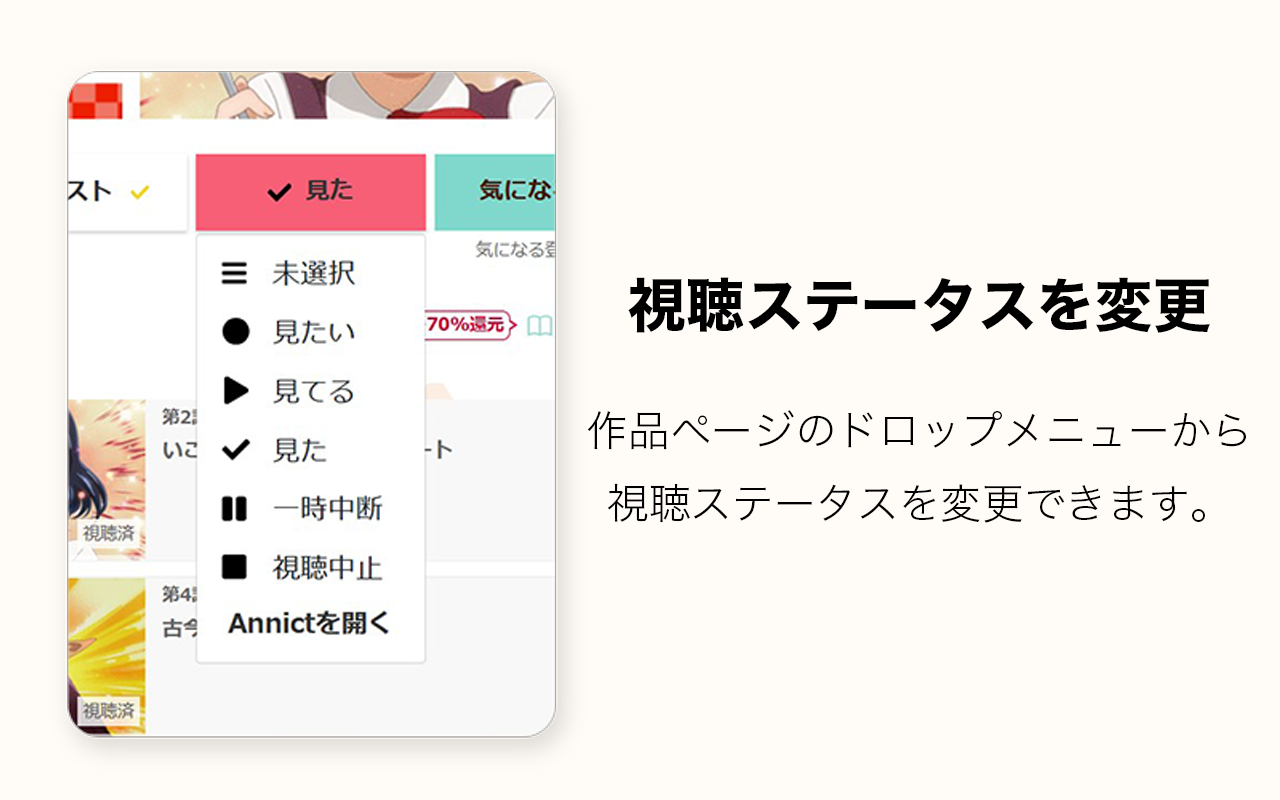 スト
見た
気にな
気になる登
未選択
見たい
70%還元
見てる
第2話
いこ
ート
見た
視聴済
一時中断
視聴中止
第4話
古今
Annictを開く
視聴済
視聴ステータスを変更
作品ページのドロップメニューから
視聴ステータスを変更できます。